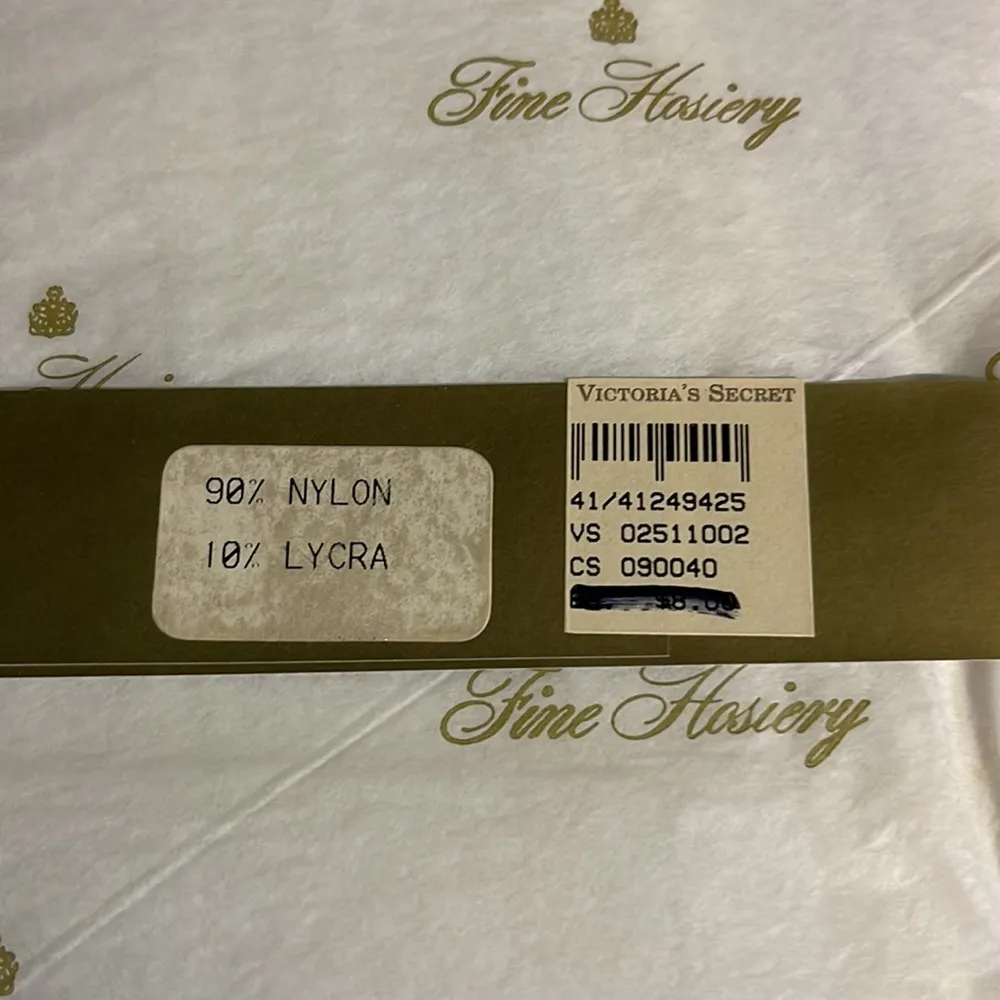 Fine Hosiery
VICTORIA'S SECRET
90% NYLON
10% LYCRA
41/41249425
VS 02511002
CS 090040
Fine Hosiery